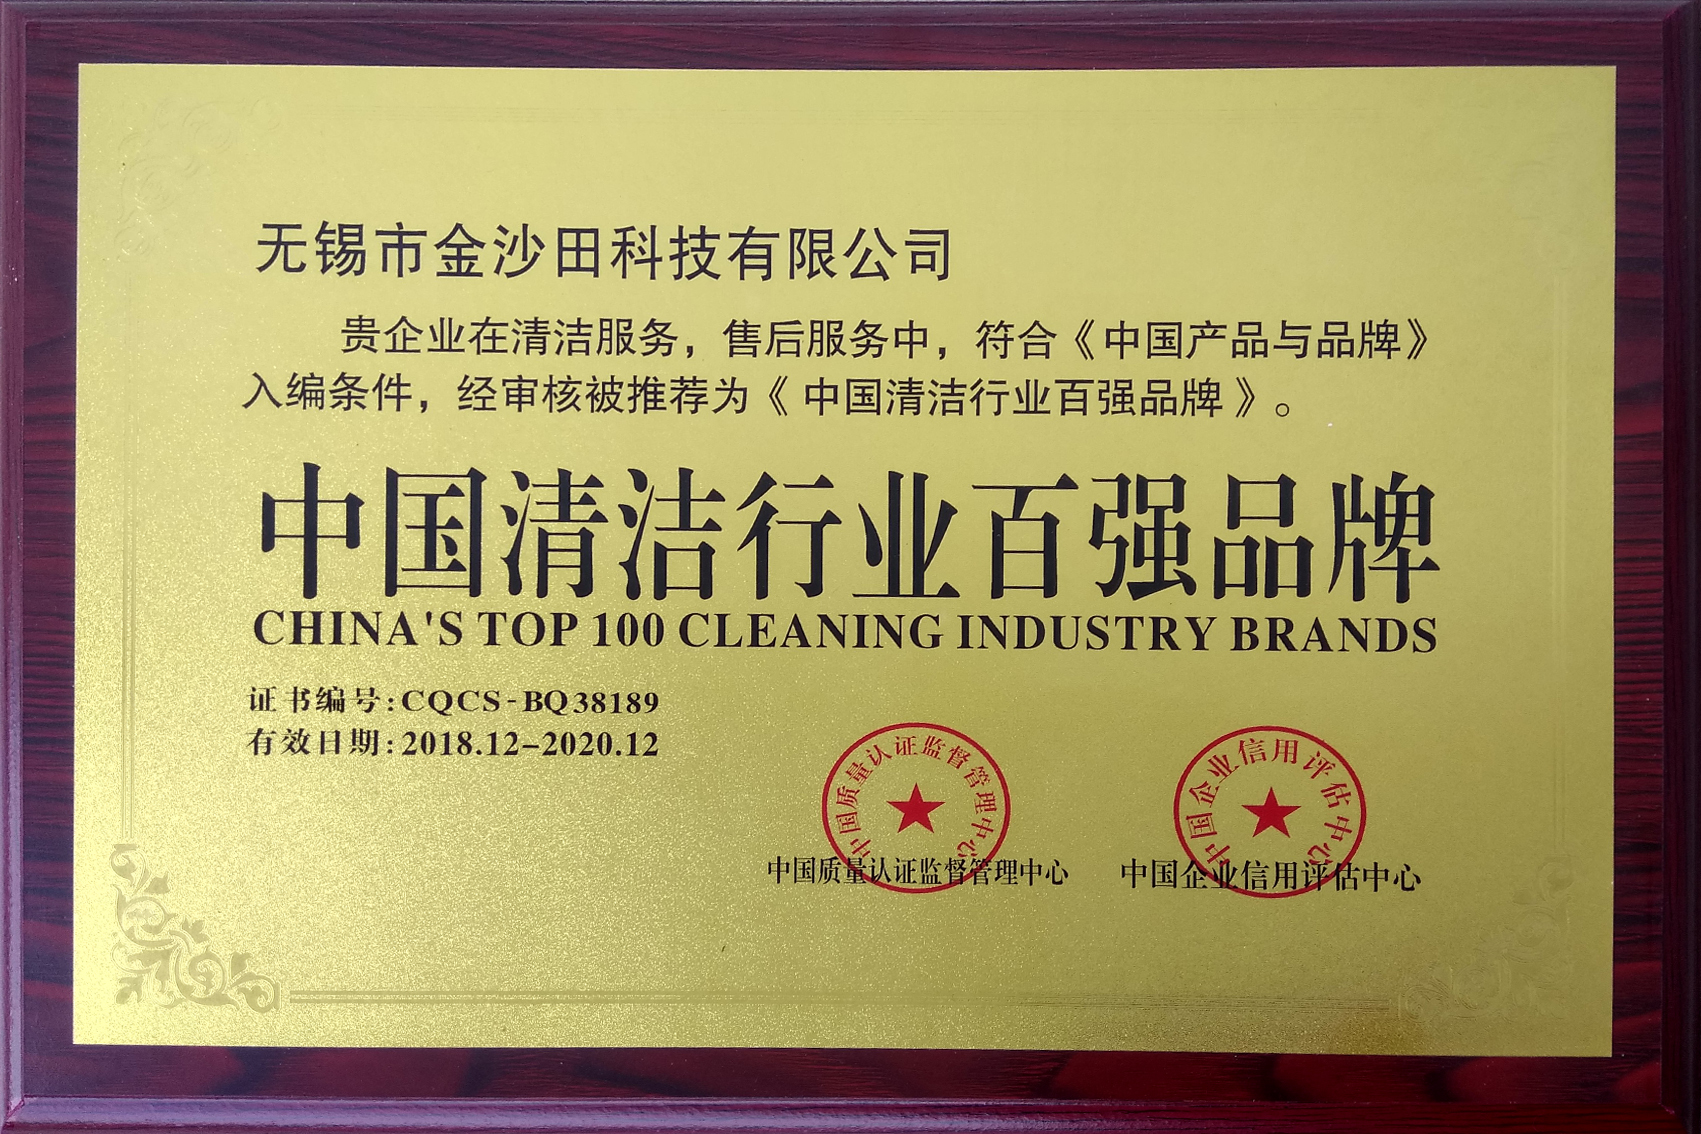 无锡市金沙田科技有限公司
贵企业在清洁服务，售后服务中，符合《中国产品与品牌》
入编条件，经审核被推荐为《中国清洁行业百强品牌》。
中国清洁行业百强品牌
CHINA'S TOP 100 CLEANING INDUSTRY BRANDS
证书编号:CQCS-BQ38189
有效日期:2018.12-2020.12
中国质量认证监督管理中心
中国质量认证监督管理中心
中国企业信用评估中心
中国企业信用评估中心